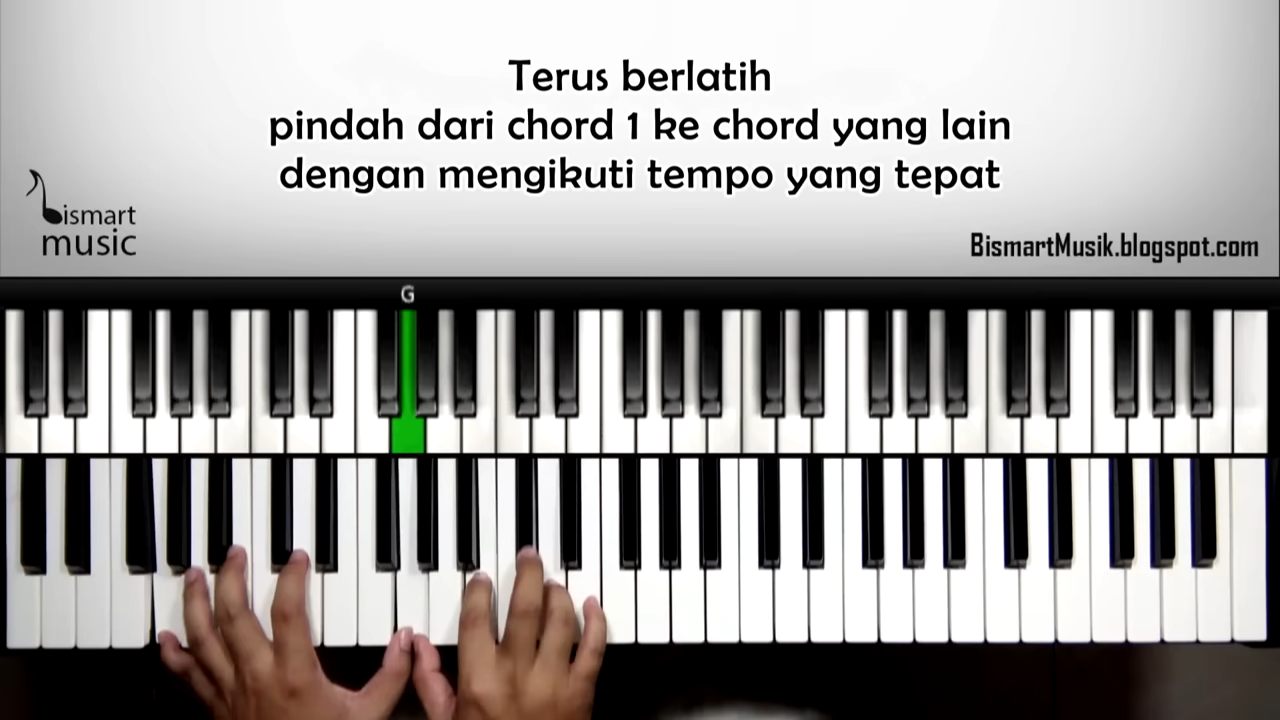 Terus berlatih
pindah dari chord 1 ke chord yang lain
dengan mengikuti tempo yang tepat
bismart
music
BismartMusik.blogspot.com
G